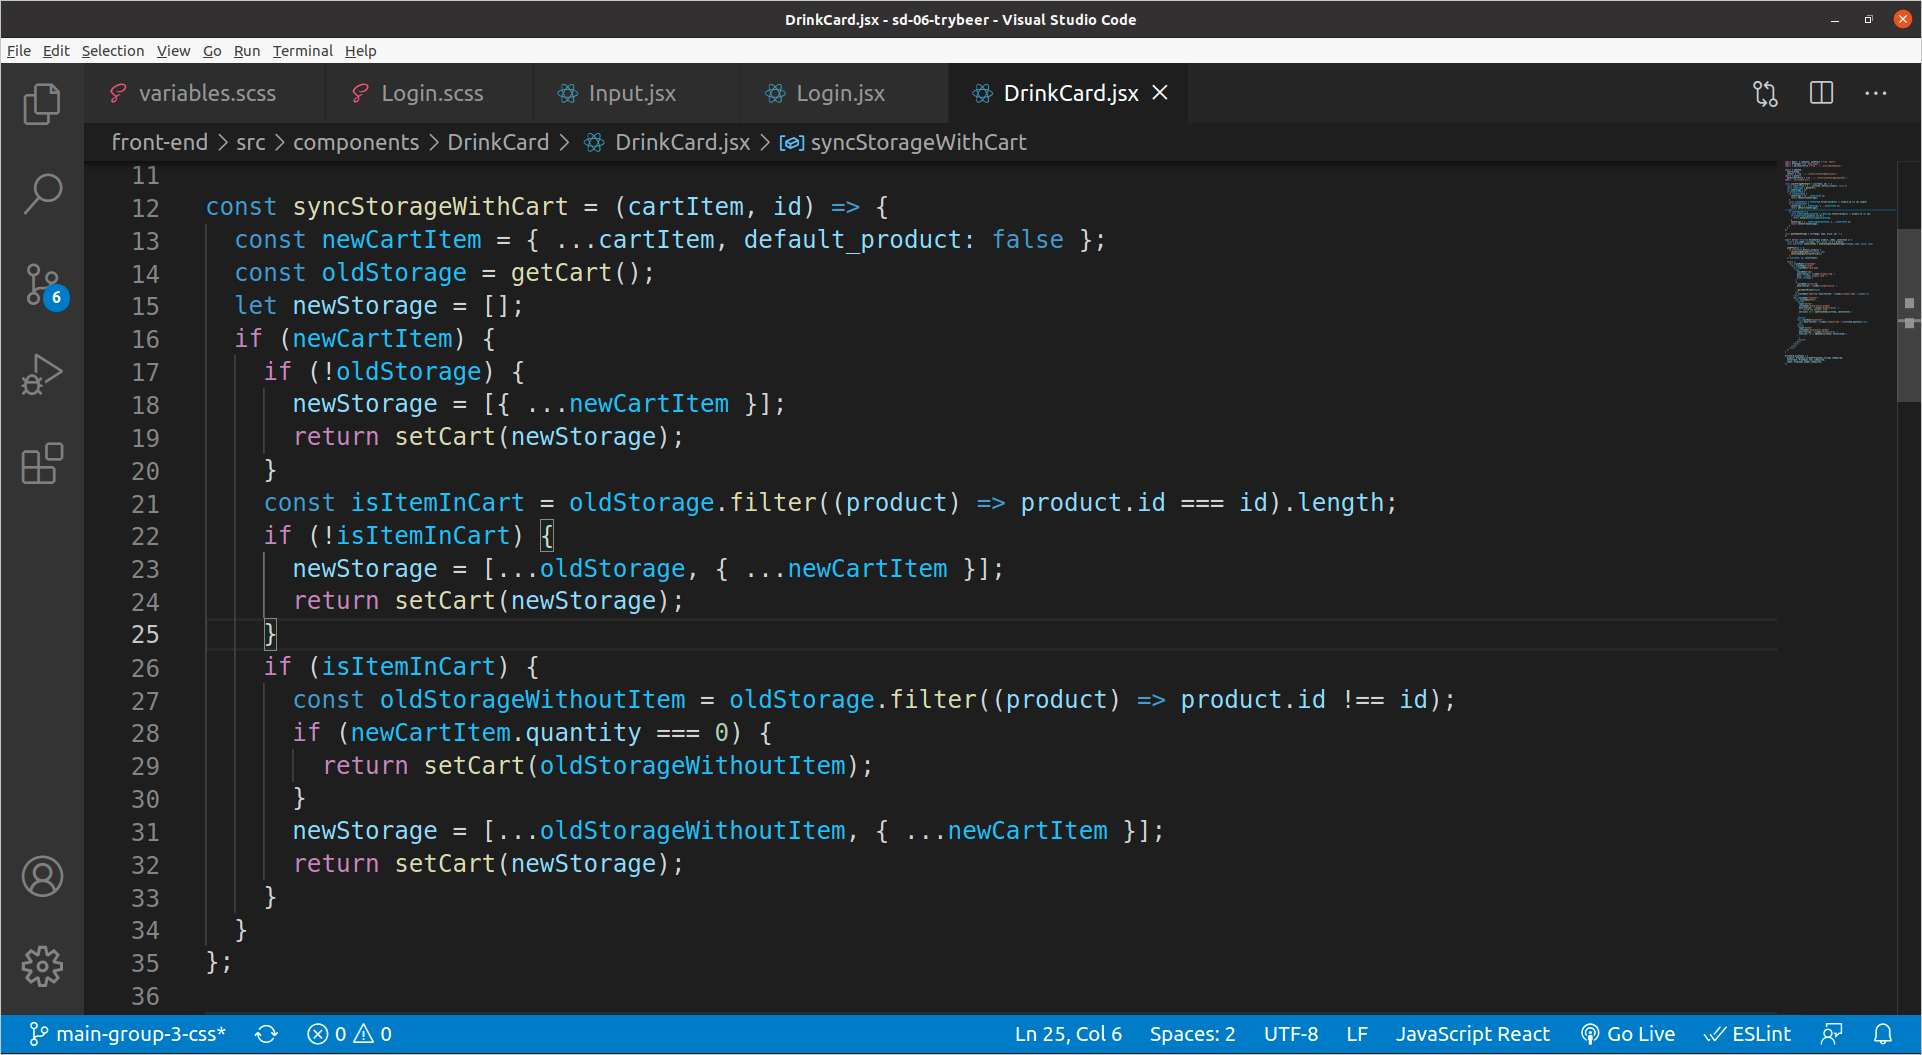 DrinkCard.jsx - sd-06-trybeer - Visual Studio Code
File Edit Selection View Go Run Terminal Help
variables.scss Login.scss Input.jsx Login.jsx DrinkCard.jsx
front-end > src > components > DrinkCard > DrinkCard.jsx > syncStorageWithCart
11
12 const syncStorageWithCart = (cartItem, id) => {
13 const newCartItem = { ...cartItem, default_product: false };
14 const oldStorage = getCart();
15 let newStorage = [];
16 if (newCartItem) {
17 if (!oldStorage) {
18 newStorage = [{ ...newCartItem }];
19 return setCart(newStorage);
20 }
21 const isItemInCart = oldStorage.filter((product) => product.id === id).length;
22 if (!isItemInCart) {
23 newStorage = [...oldStorage, { ...newCartItem }];
24 return setCart(newStorage);
25 }
26 if (isItemInCart) {
27 const oldStorageWithoutItem = oldStorage.filter((product) => product.id !== id);
28 if (newCartItem.quantity === 0) {
29 return setCart(oldStorageWithoutItem);
30 }
31 newStorage = [...oldStorageWithoutItem, { ...newCartItem }];
32 return setCart(newStorage);
33 }
34 }
35 };
36
6
main-group-3-css* 0 0 Ln 25, Col 6 Spaces: 2 UTF-8 LF JavaScript React Go Live ESLint